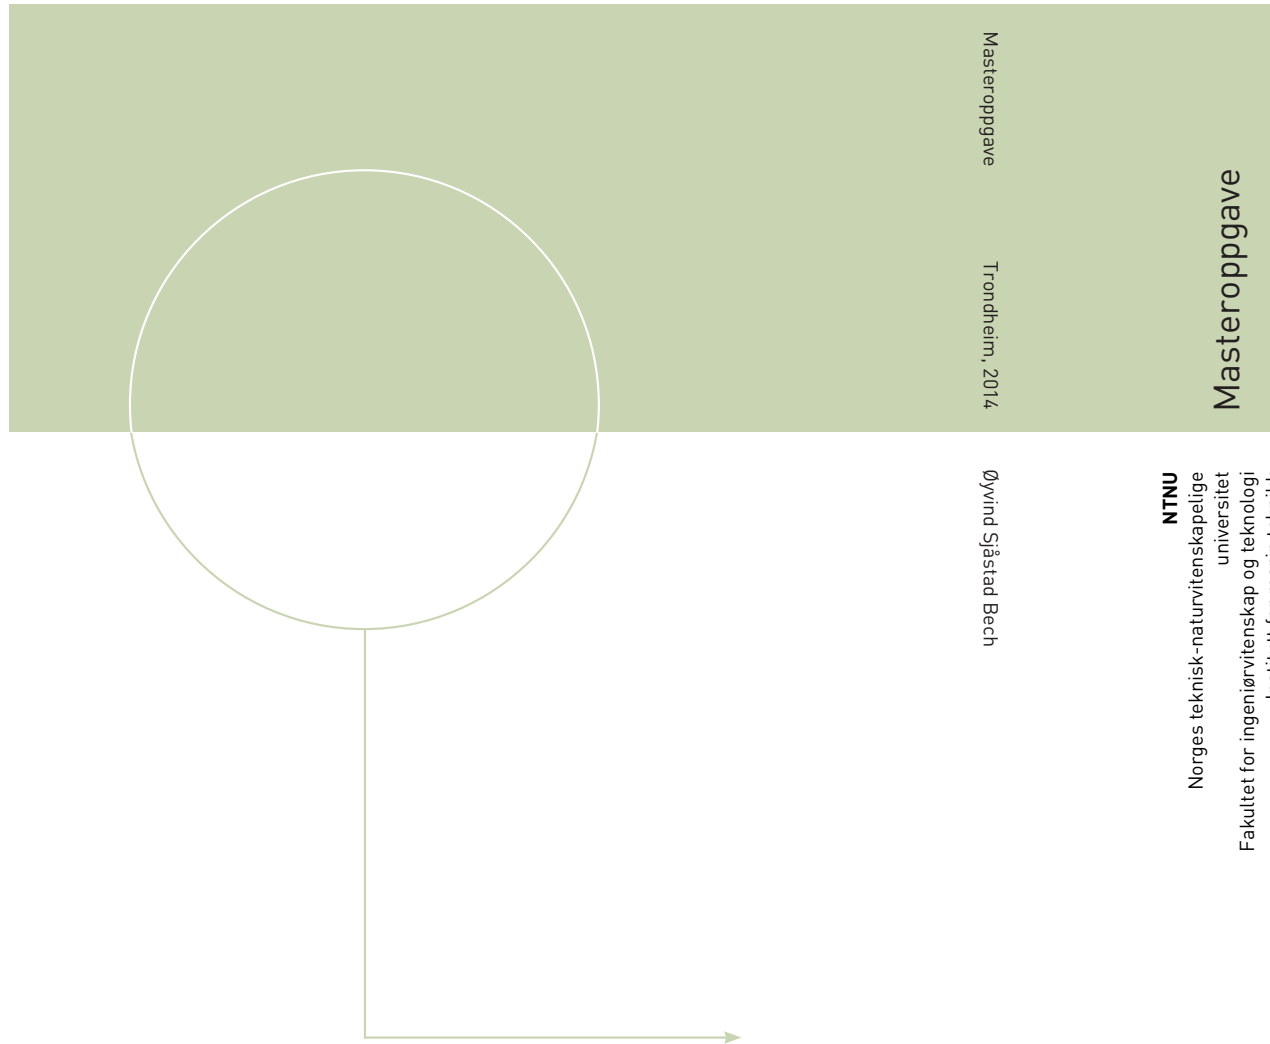 Masteroppgave
Trondheim, 2014
Øyvind Sjåstad Bech
Masteroppgave
NTNU
Norges teknisk-naturvitenskapelige
universitet
Fakultet for ingeniørvitenskap og teknologi